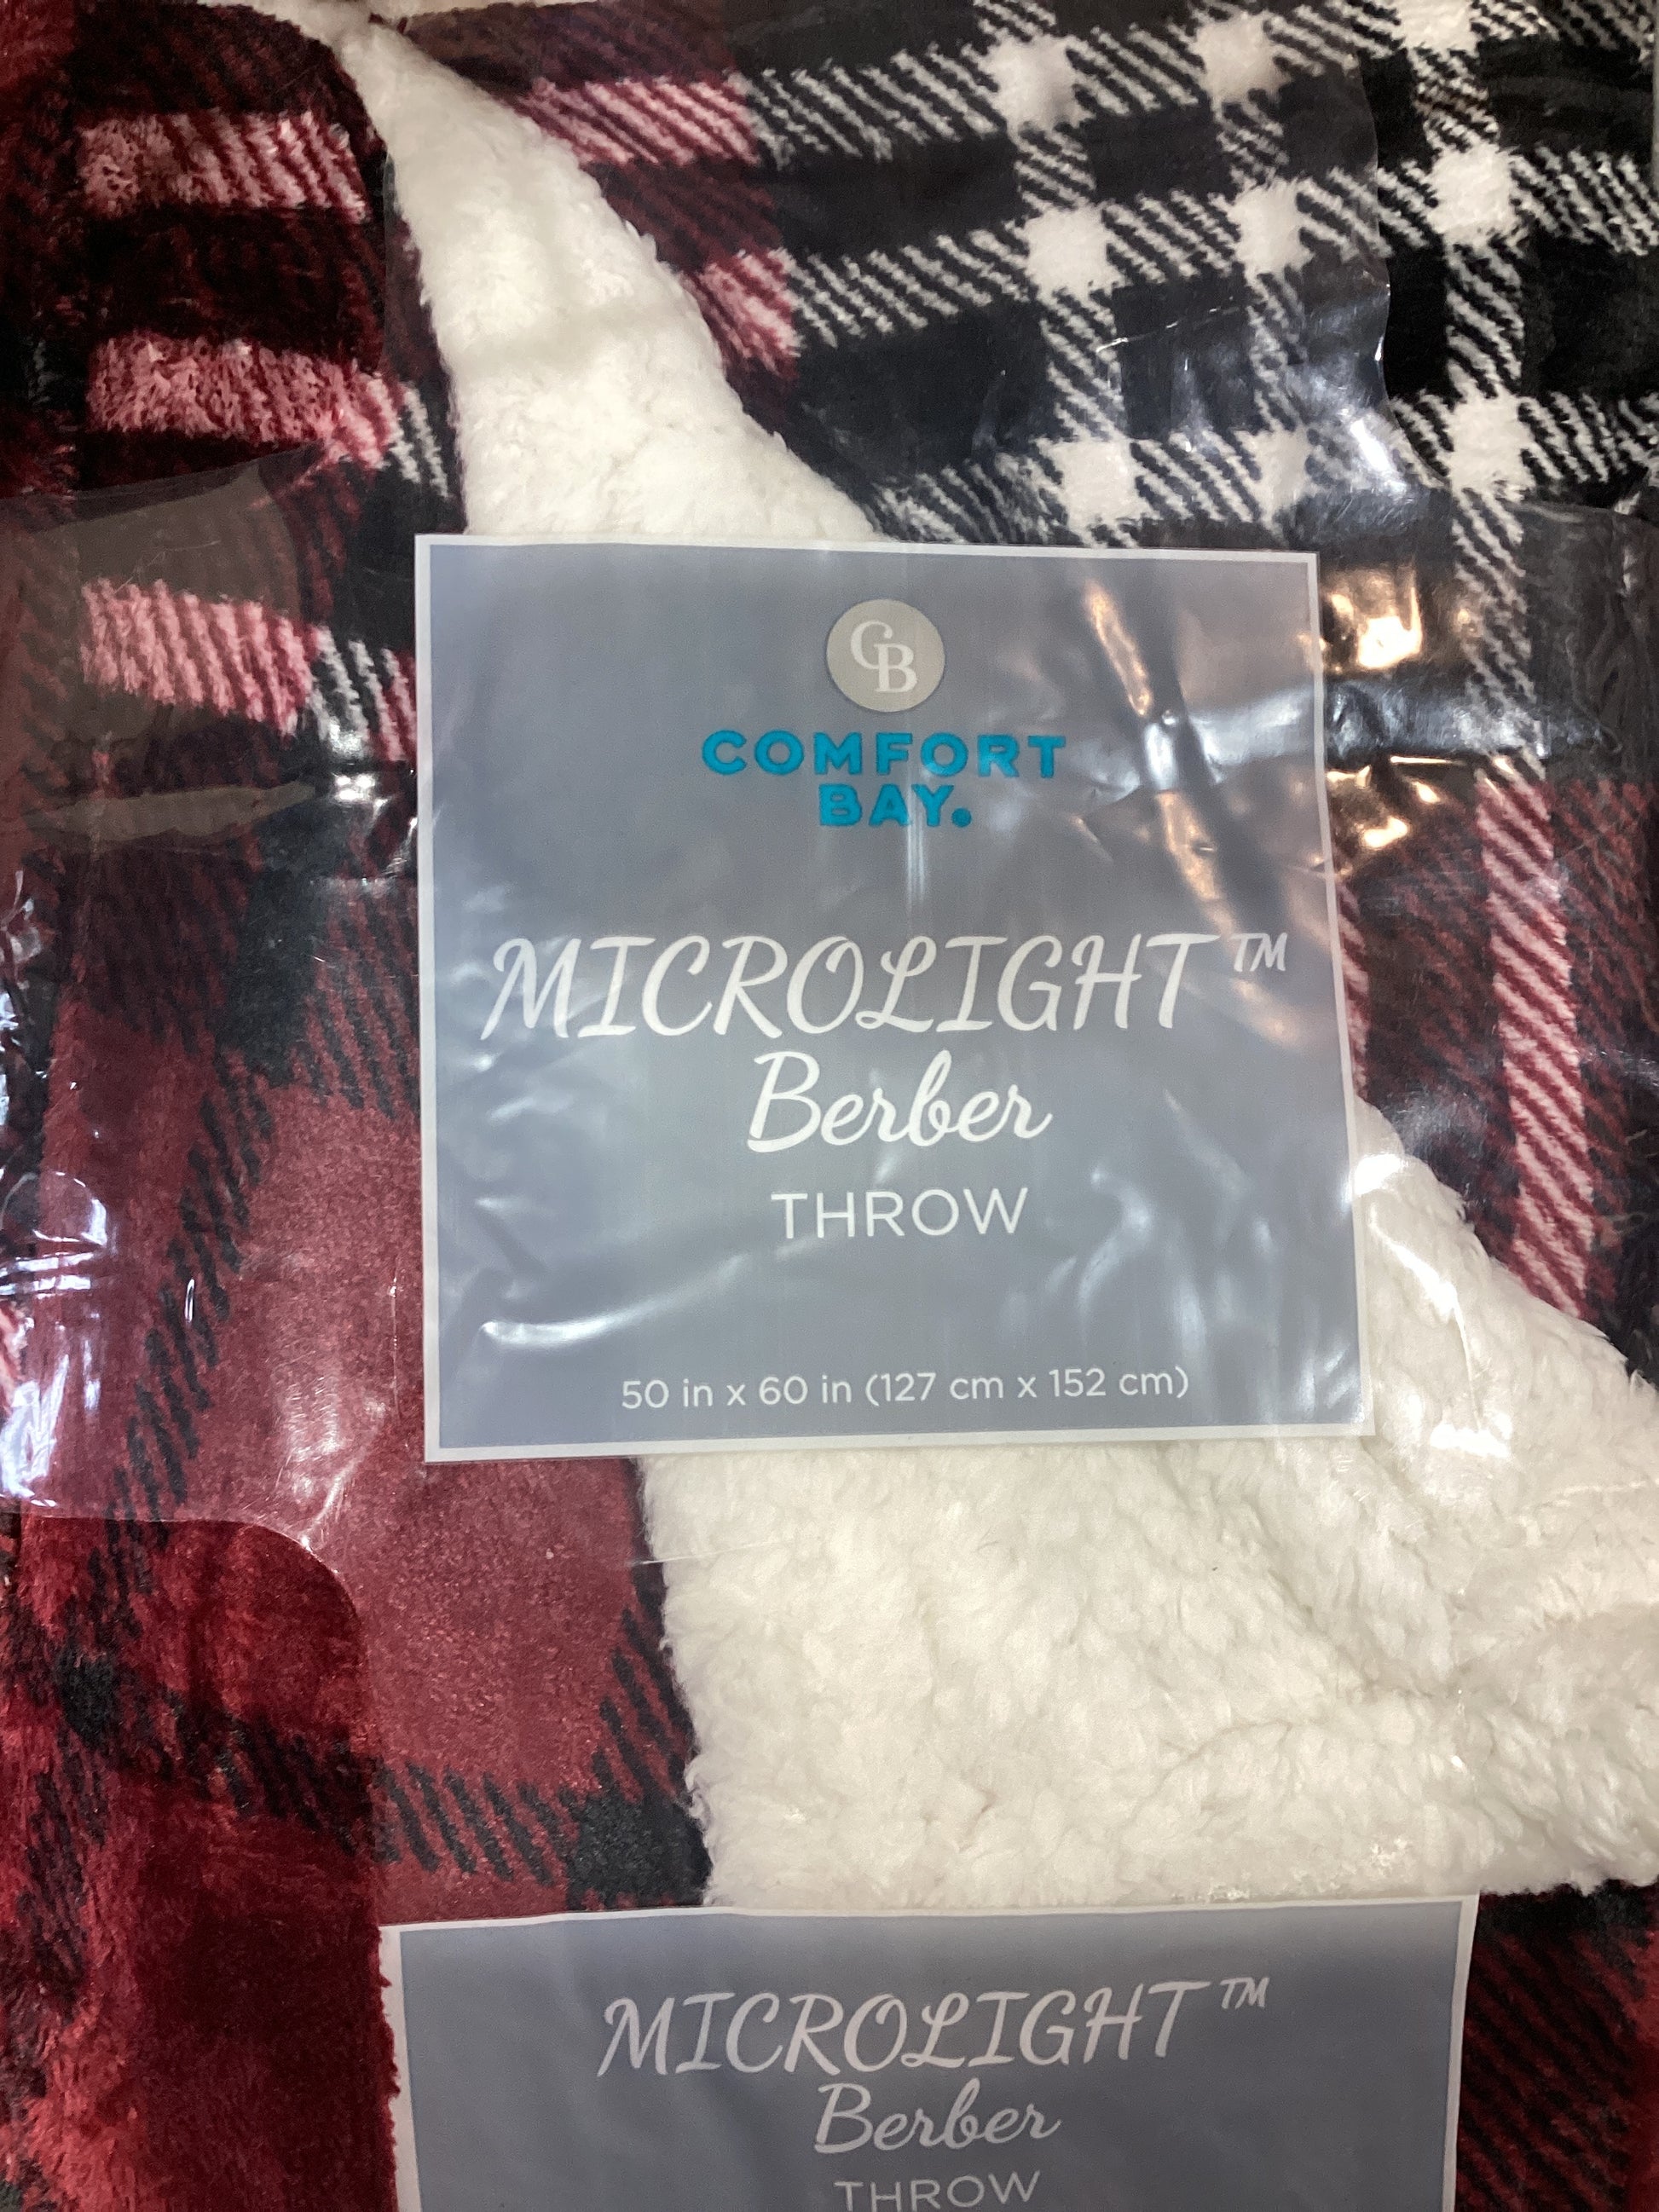 CB
COMFORT
BAY.
MICROLIGHT™
Berber
THROW
50 in x 60 in (127 cm x 152 cm)
MICROLIGHT™
Berber
THROW